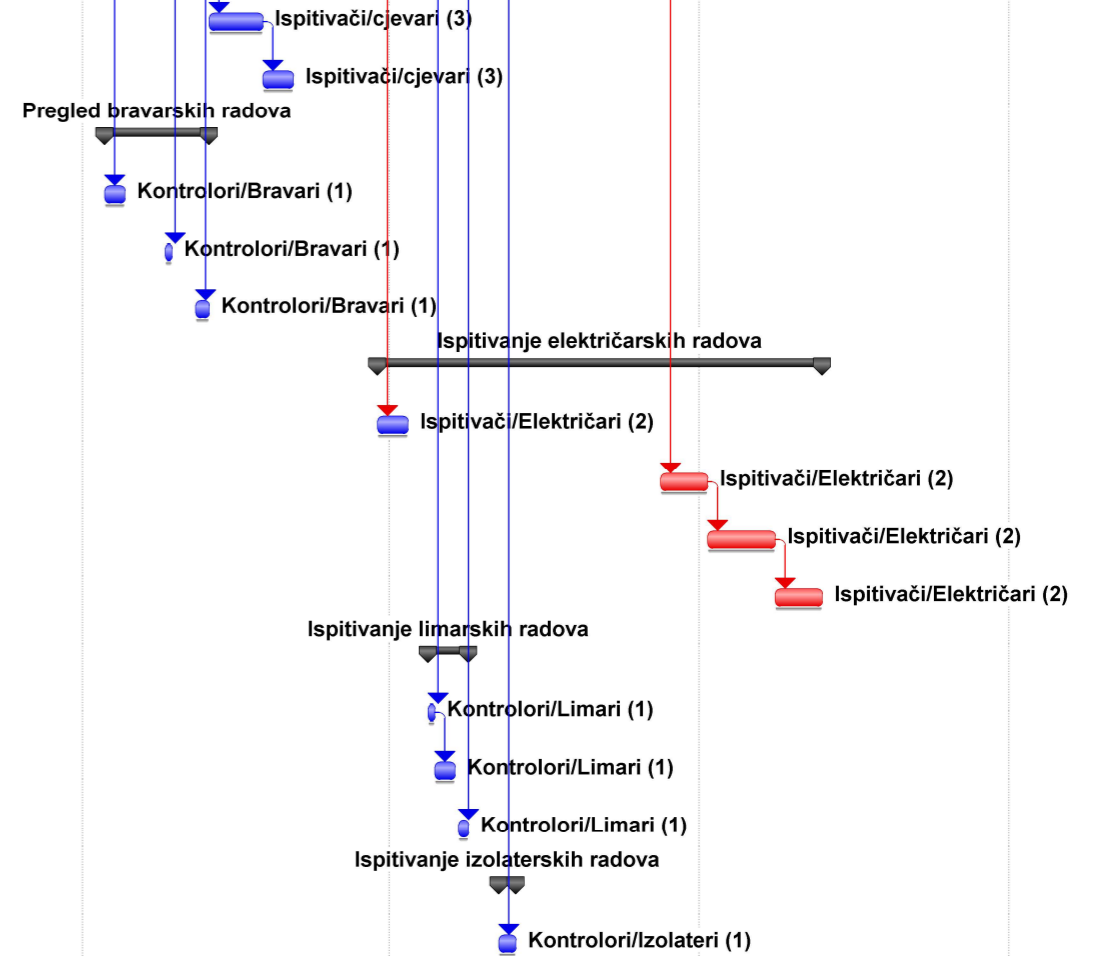 Ispitivači/cjevari (3)
Ispitivači/cjevari (3)
Pregled bravarskih radova
Kontrolori/Bravari (1)
Kontrolori/Bravari (1)
Kontrolori/Bravari (1)
Ispitivanje električarskih radova
Ispitivači/Električari (2)
Ispitivači/Električari (2)
Ispitivači/Električari (2)
Ispitivači/Električari (2)
Ispitivanje limarskih radova
Kontrolori/Limari (1)
Kontrolori/Limari (1)
Kontrolori/Limari (1)
Ispitivanje izolaterskih radova
Kontrolori/Izolateri (1)